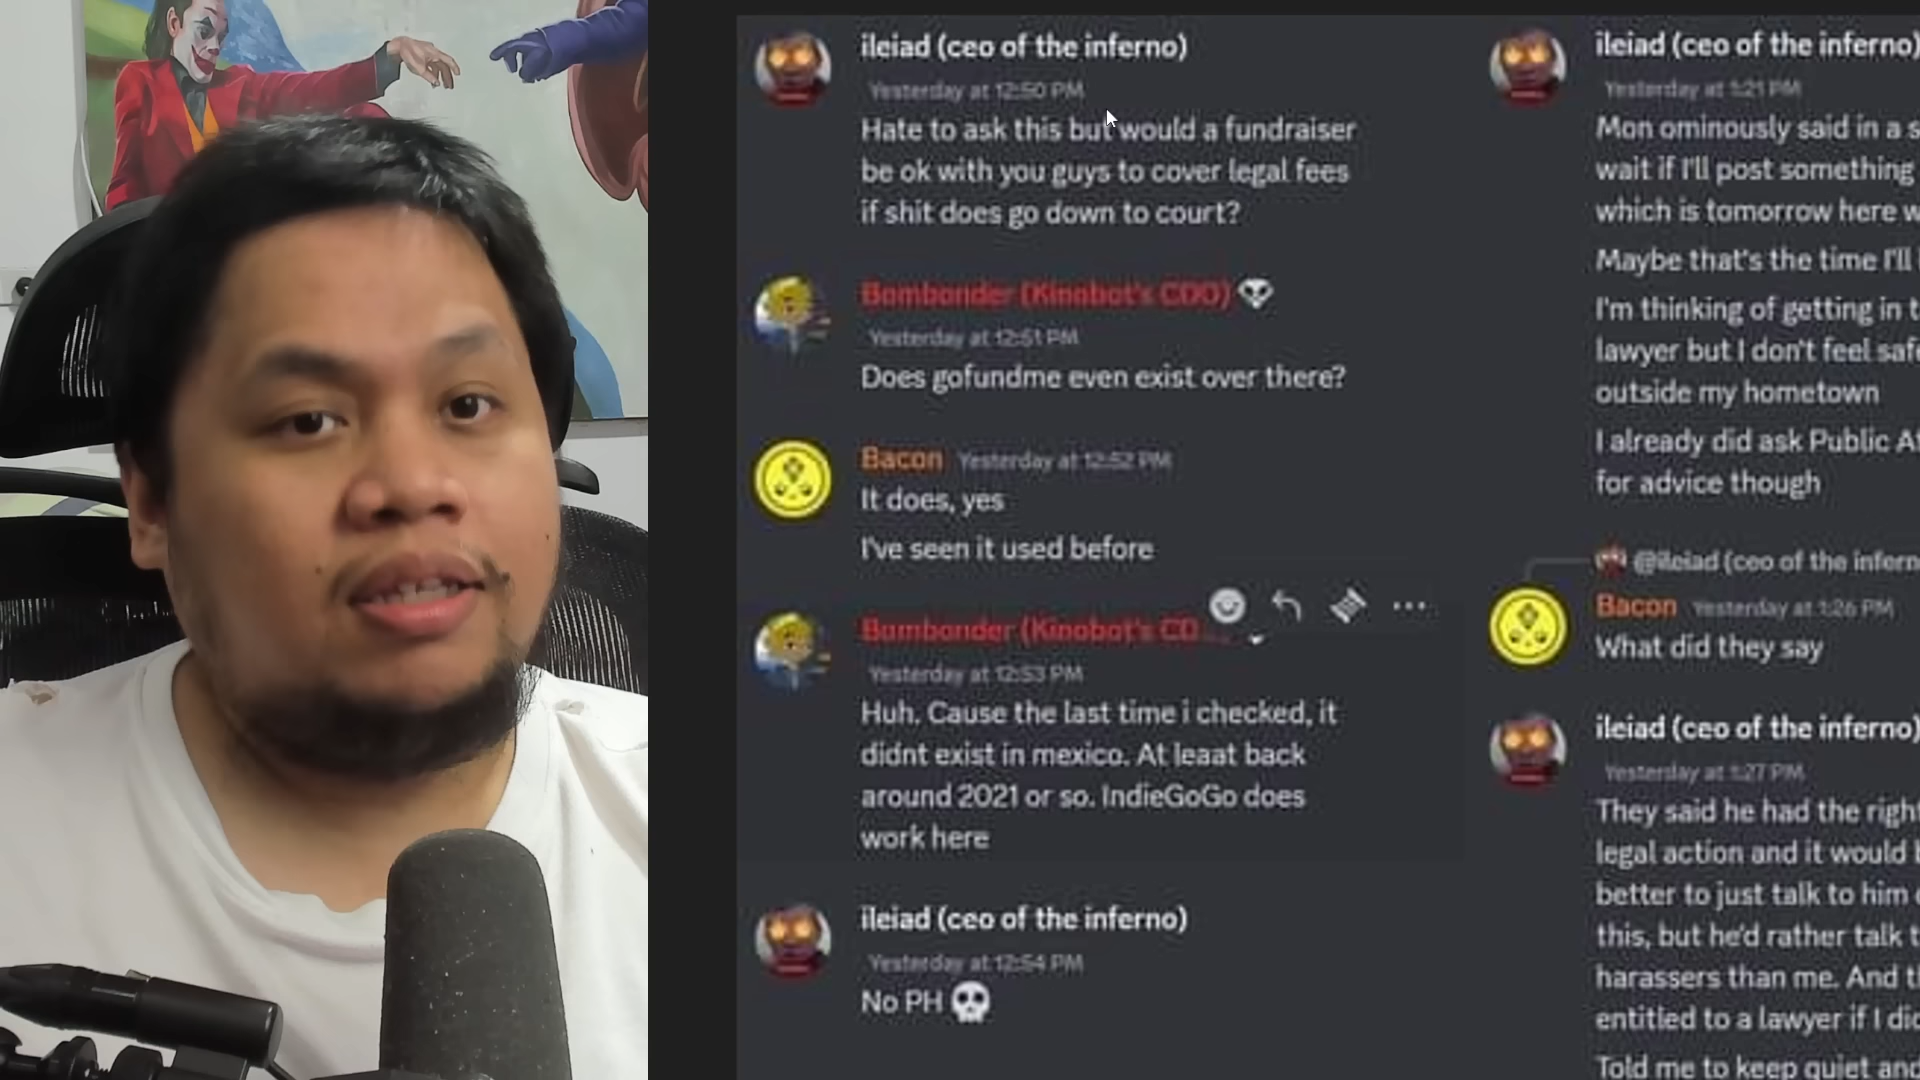 ileiad (ceo of the inferno)
Yesterday at 12:50 PM
Hate to ask this but would a fundraiser
be ok with you guys to cover legal fees
if shit does go down to court?
Bombonder (Kinobot's COO)
Yesterday at 12:51 PM
Does gofundme even exist over there?
Bacon Yesterday at 12:52 PM
It does, yes
I've seen it used before
Bombonder (Kinobot's CO...
Yesterday at 12:53 PM
Huh. Cause the last time i checked, it
didnt exist in mexico. At leaat back
around 2021 or so. IndieGoGo does
work here
ileiad (ceo of the inferno)
Yesterday at 12:54 PM
No PH
ileiad (ceo of the inferno)
Yesterday at 1:21 PM
Mon ominously said in a s
wait if I'll post something
which is tomorrow here w
Maybe that's the time I'll
I'm thinking of getting in t
lawyer but I don't feel safe
outside my hometown
I already did ask Public At
for advice though
@ileiad (ceo of the infern
Bacon Yesterday at 1:26 PM
What did they say
ileiad (ceo of the inferno)
Yesterday at 1:27 PM
They said he had the right
legal action and it would b
better to just talk to him
this, but he'd rather talk t
harassers than me. And th
entitled to a lawyer if I did
Told me to keep quiet and